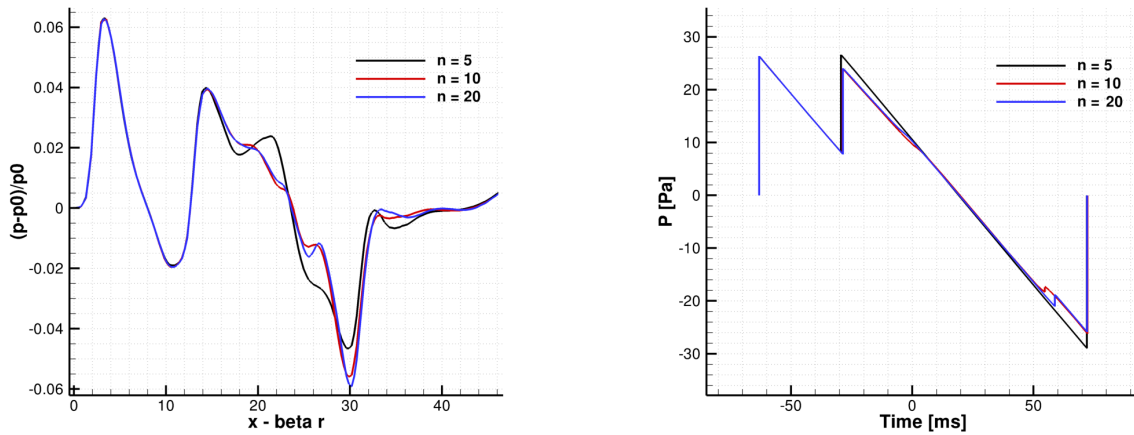 0.06
0.04
0.02
0
-0.02
-0.04
-0.06
(p-p0)/p0
n = 5
n = 10
n = 20
0
10
20
30
40
x - beta r
30
20
10
0
-10
-20
-30
P [Pa]
n = 5
n = 10
n = 20
-50
0
50
Time [ms]